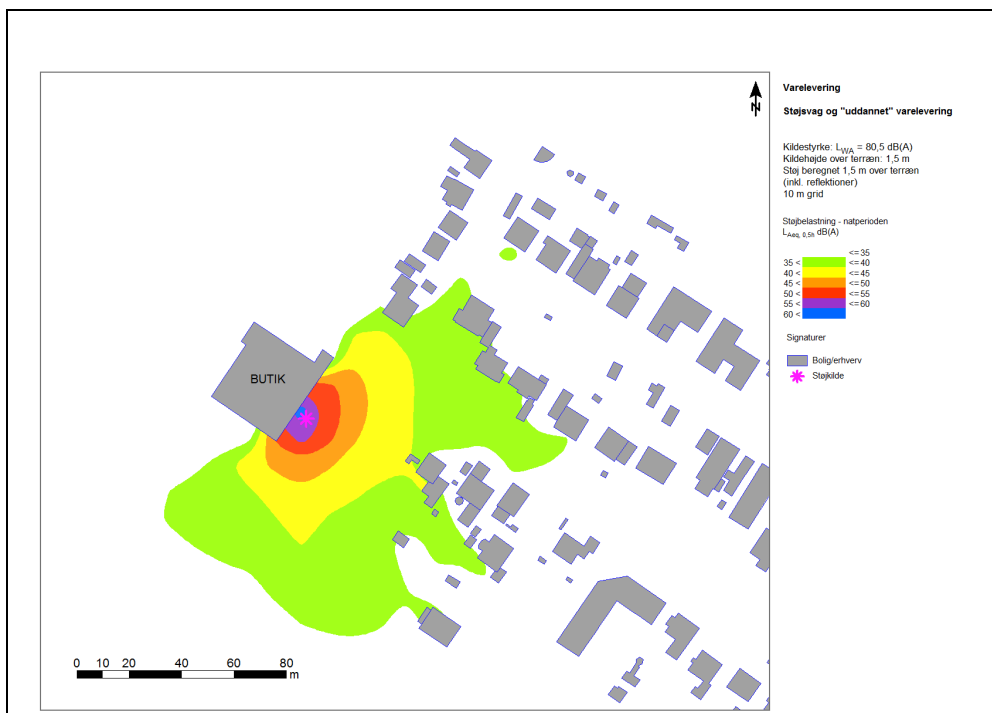 N
Varelevering
Støjsvag og "uddannet" varelevering
Kildestyrke: LWA = 80,5 dB(A)
Kildehøjde over terræn: 1,5 m
Støj beregnet 1,5 m over terræn
(inkl. reflektioner)
10 m grid
Støjbelastning - natperioden
LAeq, 0,5h dB(A)
<= 35
35 < <= 40
40 < <= 45
45 < <= 50
50 < <= 55
55 < <= 60
60 <
Signaturer
Bolig/erhverv
Støjkilde
BUTIK
0 10 20 40 60 80
m